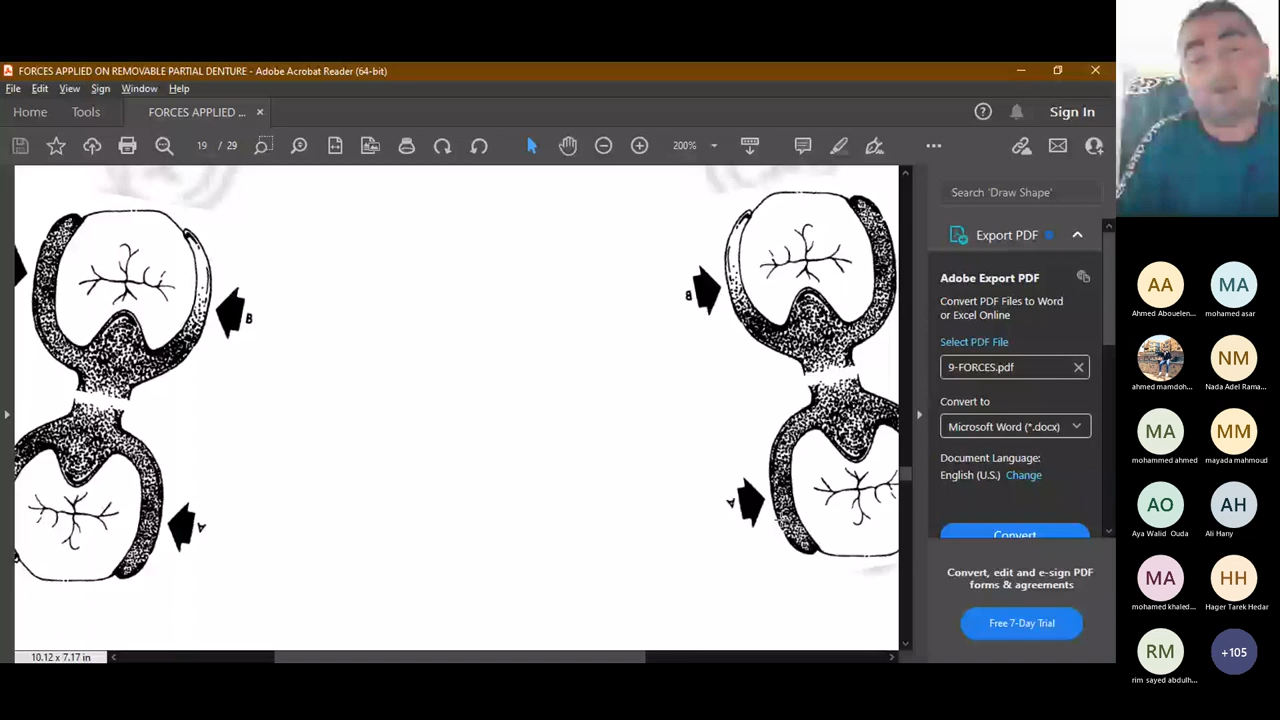 FORCES APPLIED ON REMOVABLE PARTIAL DENTURE - Adobe Acrobat Reader (64-bit)
File Edit View Sign Window Help
Home Tools FORCES APPLIED ... × Sign In
19 / 29 200%
B
B
A
A
10.12 x 7.17 in
Search 'Draw Shape'
Export PDF
Adobe Export PDF
Convert PDF Files to Word
or Excel Online
Select PDF File
9-FORCES.pdf
Convert to
Microsoft Word (*.docx)
Document Language:
English (U.S.) Change
Convert
Convert, edit and e-sign PDF
forms & agreements
Free 7-Day Trial
AA MA
Ahmed Abouelen... mohamed asar
NM
ahmed mamdoh... Nada Adel Rama...
MA MM
mohammed ahmed mayada mahmoud
AO AH
Aya Walid Ouda Ali Hany
MA HH
mohamed khaled... Hager Tarek Hedar
RM +105
rim sayed abdulh...